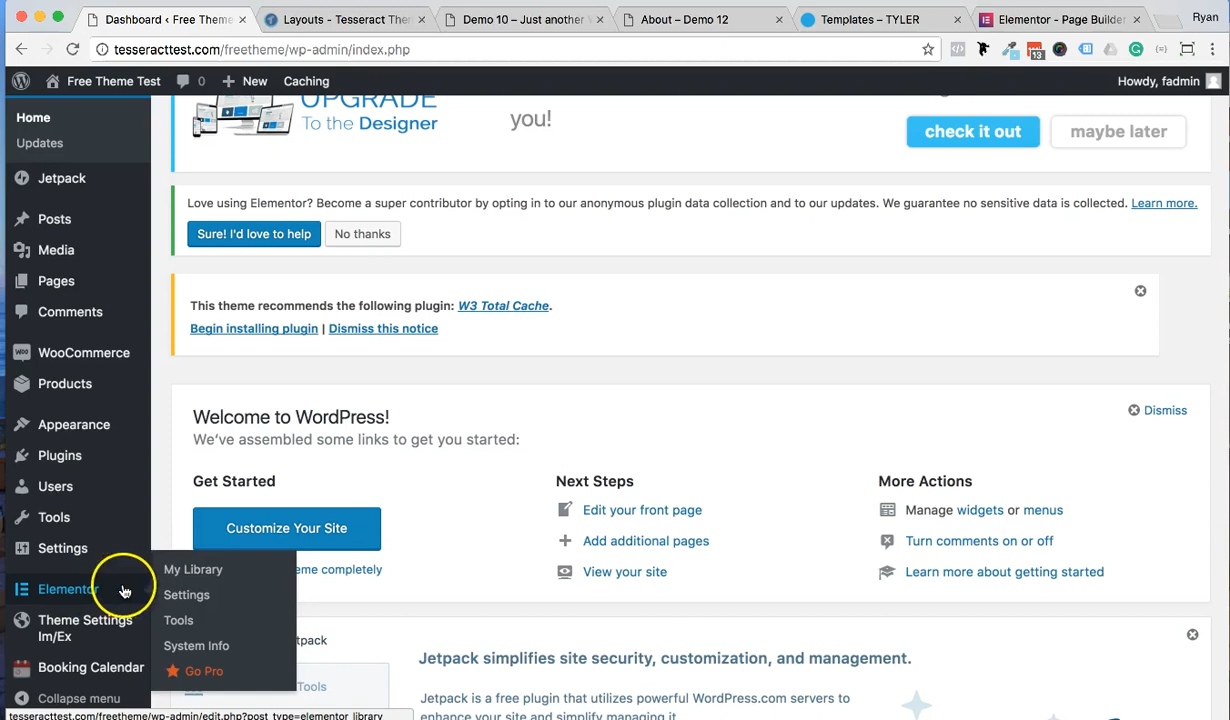 Dashboard ‹ Free Theme
Layouts - Tesseract The
Demo 10 – Just another
About – Demo 12
Templates – TYLER
Elementor - Page Builder
Ryan
tesseracttest.com/freetheme/wp-admin/index.php
13
Free Theme Test
0
New
Caching
Howdy, fadmin
Home
Updates
Jetpack
Posts
Media
Pages
Comments
WooCommerce
Products
Appearance
Plugins
Users
Tools
Settings
Elementor
Theme Settings
Im/Ex
Booking Calendar
Collapse menu
My Library
Settings
Tools
System Info
Go Pro
UPGRADE
To the Designer
you!
check it out
maybe later
Love using Elementor? Become a super contributor by opting in to our anonymous plugin data collection and to our updates. We guarantee no sensitive data is collected. Learn more.
Sure! I'd love to help
No thanks
This theme recommends the following plugin: W3 Total Cache.
Begin installing plugin | Dismiss this notice
Welcome to WordPress!
Dismiss
We've assembled some links to get you started:
Get Started
Customize Your Site
eme completely
Next Steps
Edit your front page
Add additional pages
View your site
More Actions
Manage widgets or menus
Turn comments on or off
Learn more about getting started
tpack
Tools
Jetpack simplifies site security, customization, and management.
Jetpack is a free plugin that utilizes powerful WordPress.com servers to
enhance your site and simplify managing it.
tesseracttest.com/freetheme/wp-admin/edit.php?post_type=elementor_library